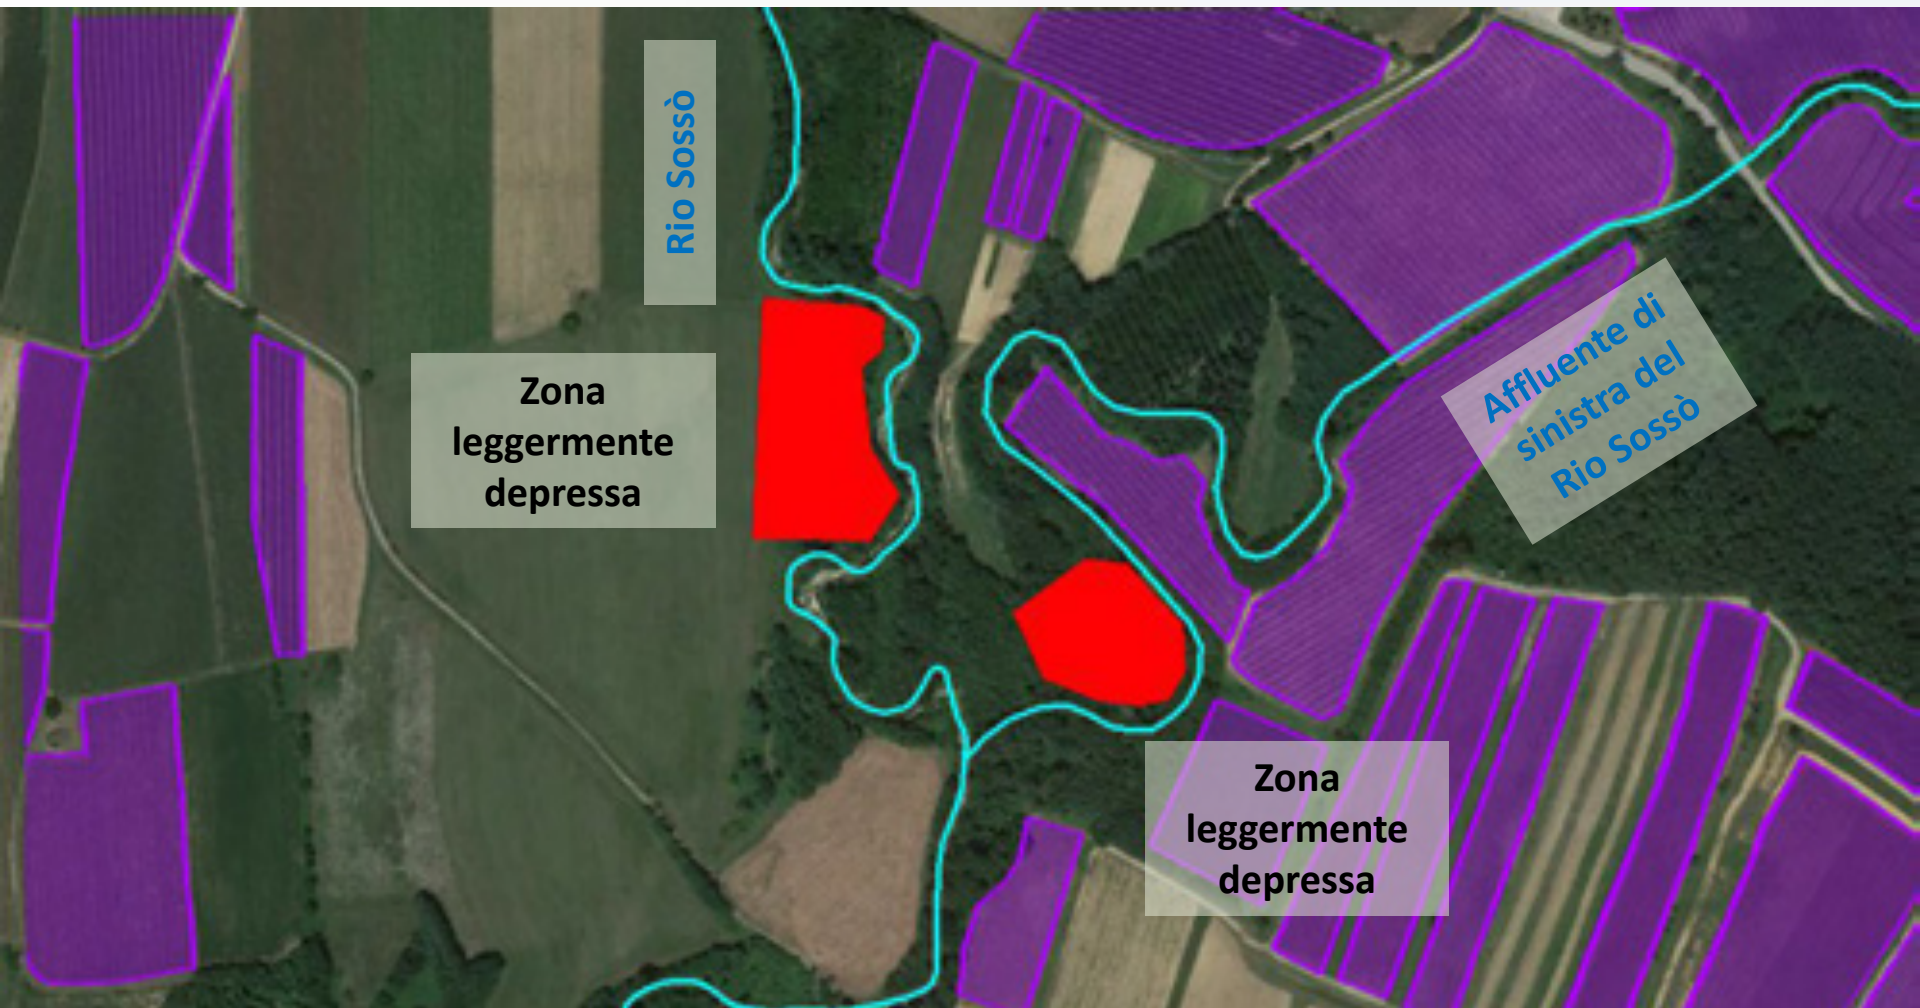 Rio Sossò
Zona
leggermente
depressa
Affluente di
sinistra del
Rio Sossò
Zona
leggermente
depressa